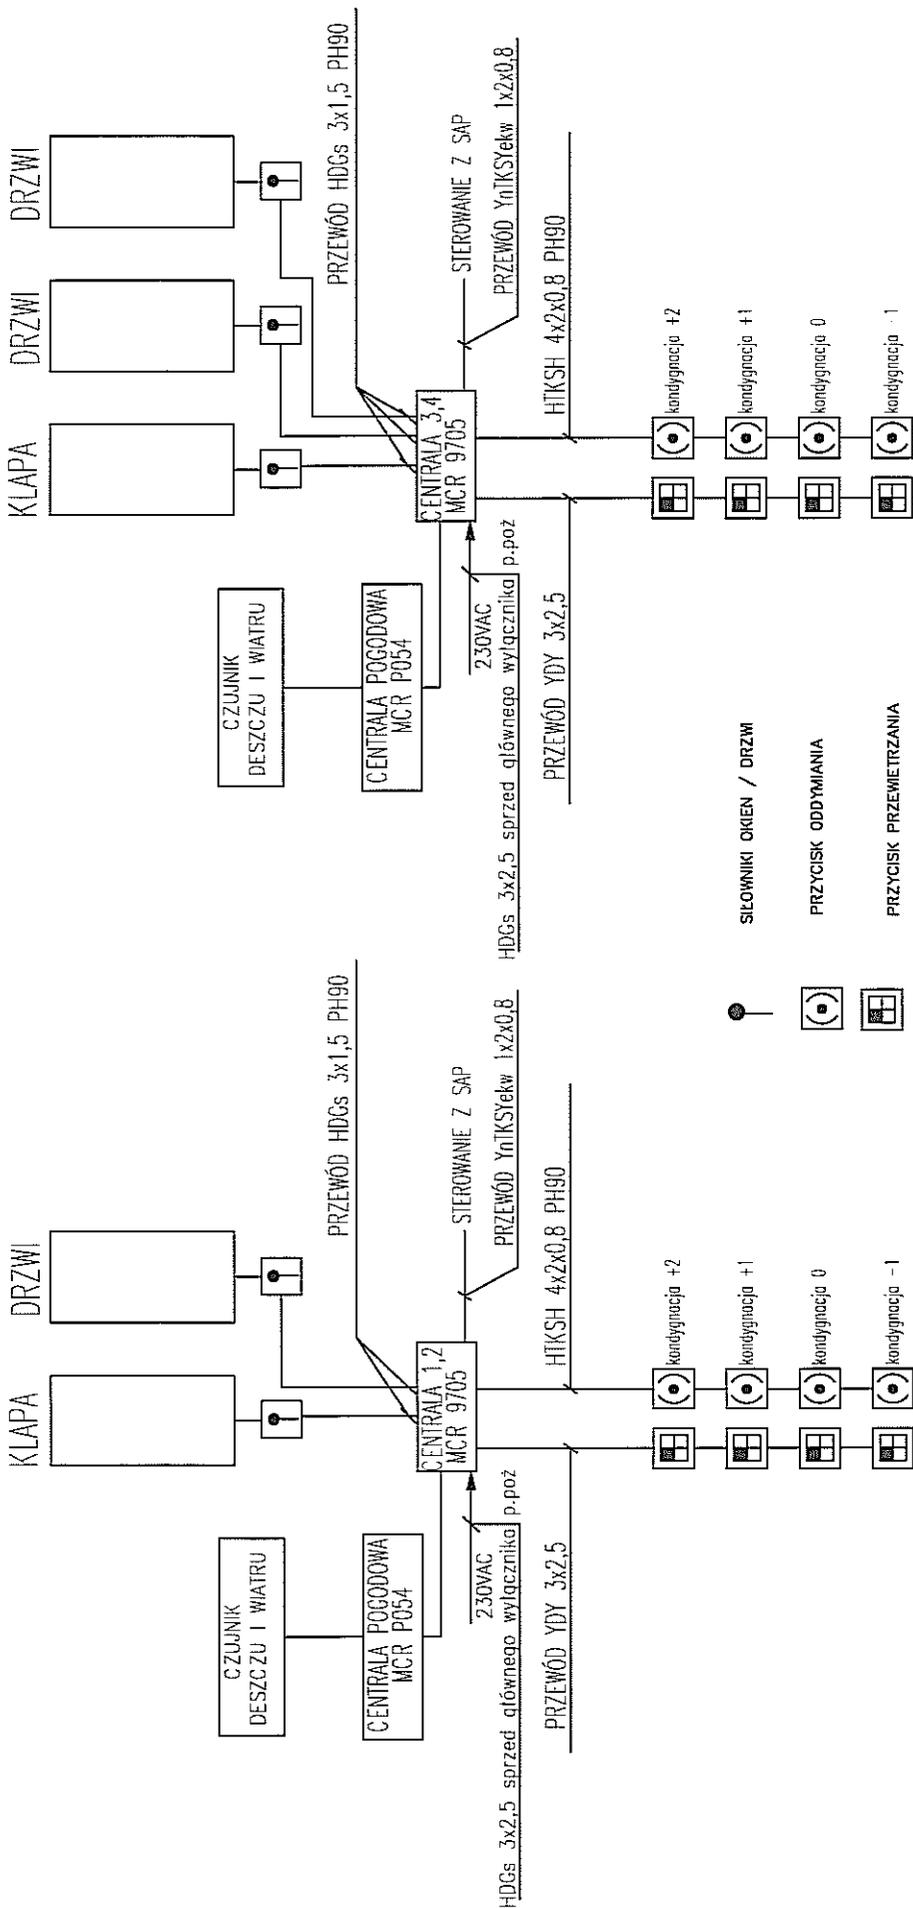 KLAPA
DRZWI
CZUJNIK
DESZCZU I WIATRU
PRZEWÓD HDGs 3x1,5 PH90
CENTRALA POGODOWA
MCR P054
CENTRALA 1,2
MCR 9705
STEROWANIE Z SAP
PRZEWÓD YnTKSYekw 1x2x0,8
230VAC
HDGs 3x2,5 sprzed głównego wyłącznika p.poż
PRZEWÓD YDY 3x2,5
HTKSH 4x2x0,8 PH90
kondygnacja +2
kondygnacja +1
kondygnacja 0
kondygnacja -1
KLAPA
DRZWI
DRZWI
CZUJNIK
DESZCZU I WIATRU
PRZEWÓD HDGs 3x1,5 PH90
CENTRALA POGODOWA
MCR P054
CENTRALA 3,4
MCR 9705
STEROWANIE Z SAP
PRZEWÓD YnTKSYekw 1x2x0,8
230VAC
HDGs 3x2,5 sprzed głównego wyłącznika p.poż
PRZEWÓD YDY 3x2,5
HTKSH 4x2x0,8 PH90
kondygnacja +2
kondygnacja +1
kondygnacja 0
kondygnacja -1
SIŁOWNIKI OKIEN / DRZWI
PRZYCISK ODDYMIANIA
PRZYCISK PRZEWIETRZANIA